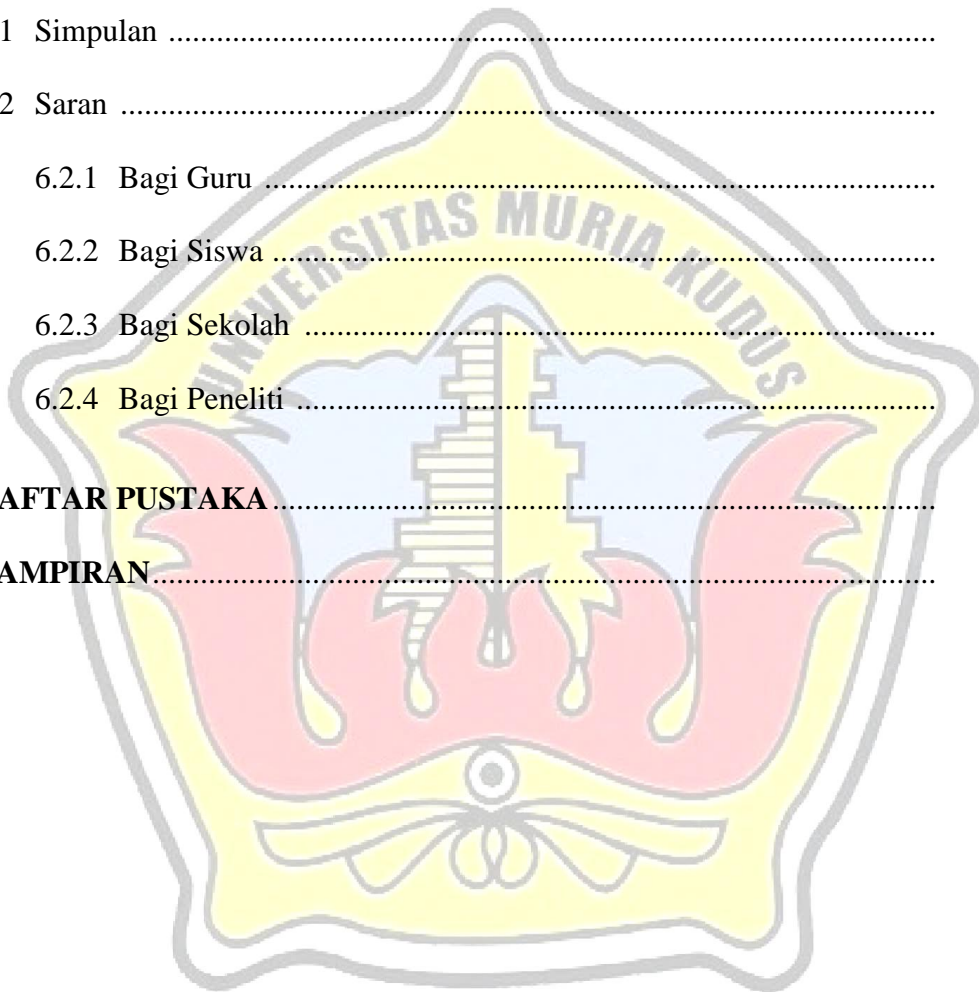 1 Simpulan ................................................................................................
2 Saran ......................................................................................................
6.2.1 Bagi Guru ....................................................................................
UNIVERSITAS MURIA KUDUS
6.2.2 Bagi Siswa ...................................................................................
6.2.3 Bagi Sekolah ...............................................................................
6.2.4 Bagi Peneliti ................................................................................
AFTAR PUSTAKA ...................................................................................
AMPIRAN..................................................................................................